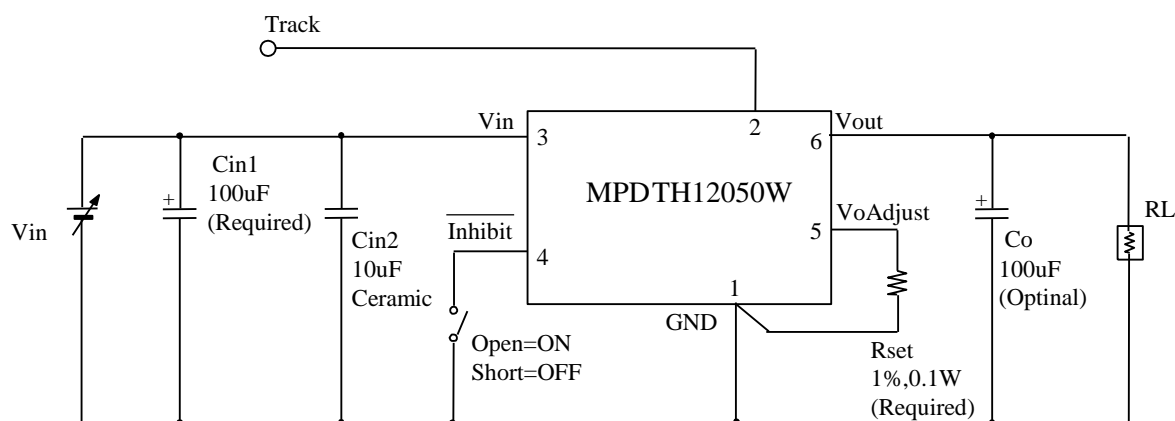 Track
Vin
3
2
6
Vout
MPDTH12050W
Cin1
100uF
(Required)
+
Vin
Cin2
10uF
Ceramic
Inhibit
4
VoAdjust
5
+
Co
100uF
(Optinal)
RL
1
GND
Open=ON
Short=OFF
Rset
1%,0.1W
(Required)